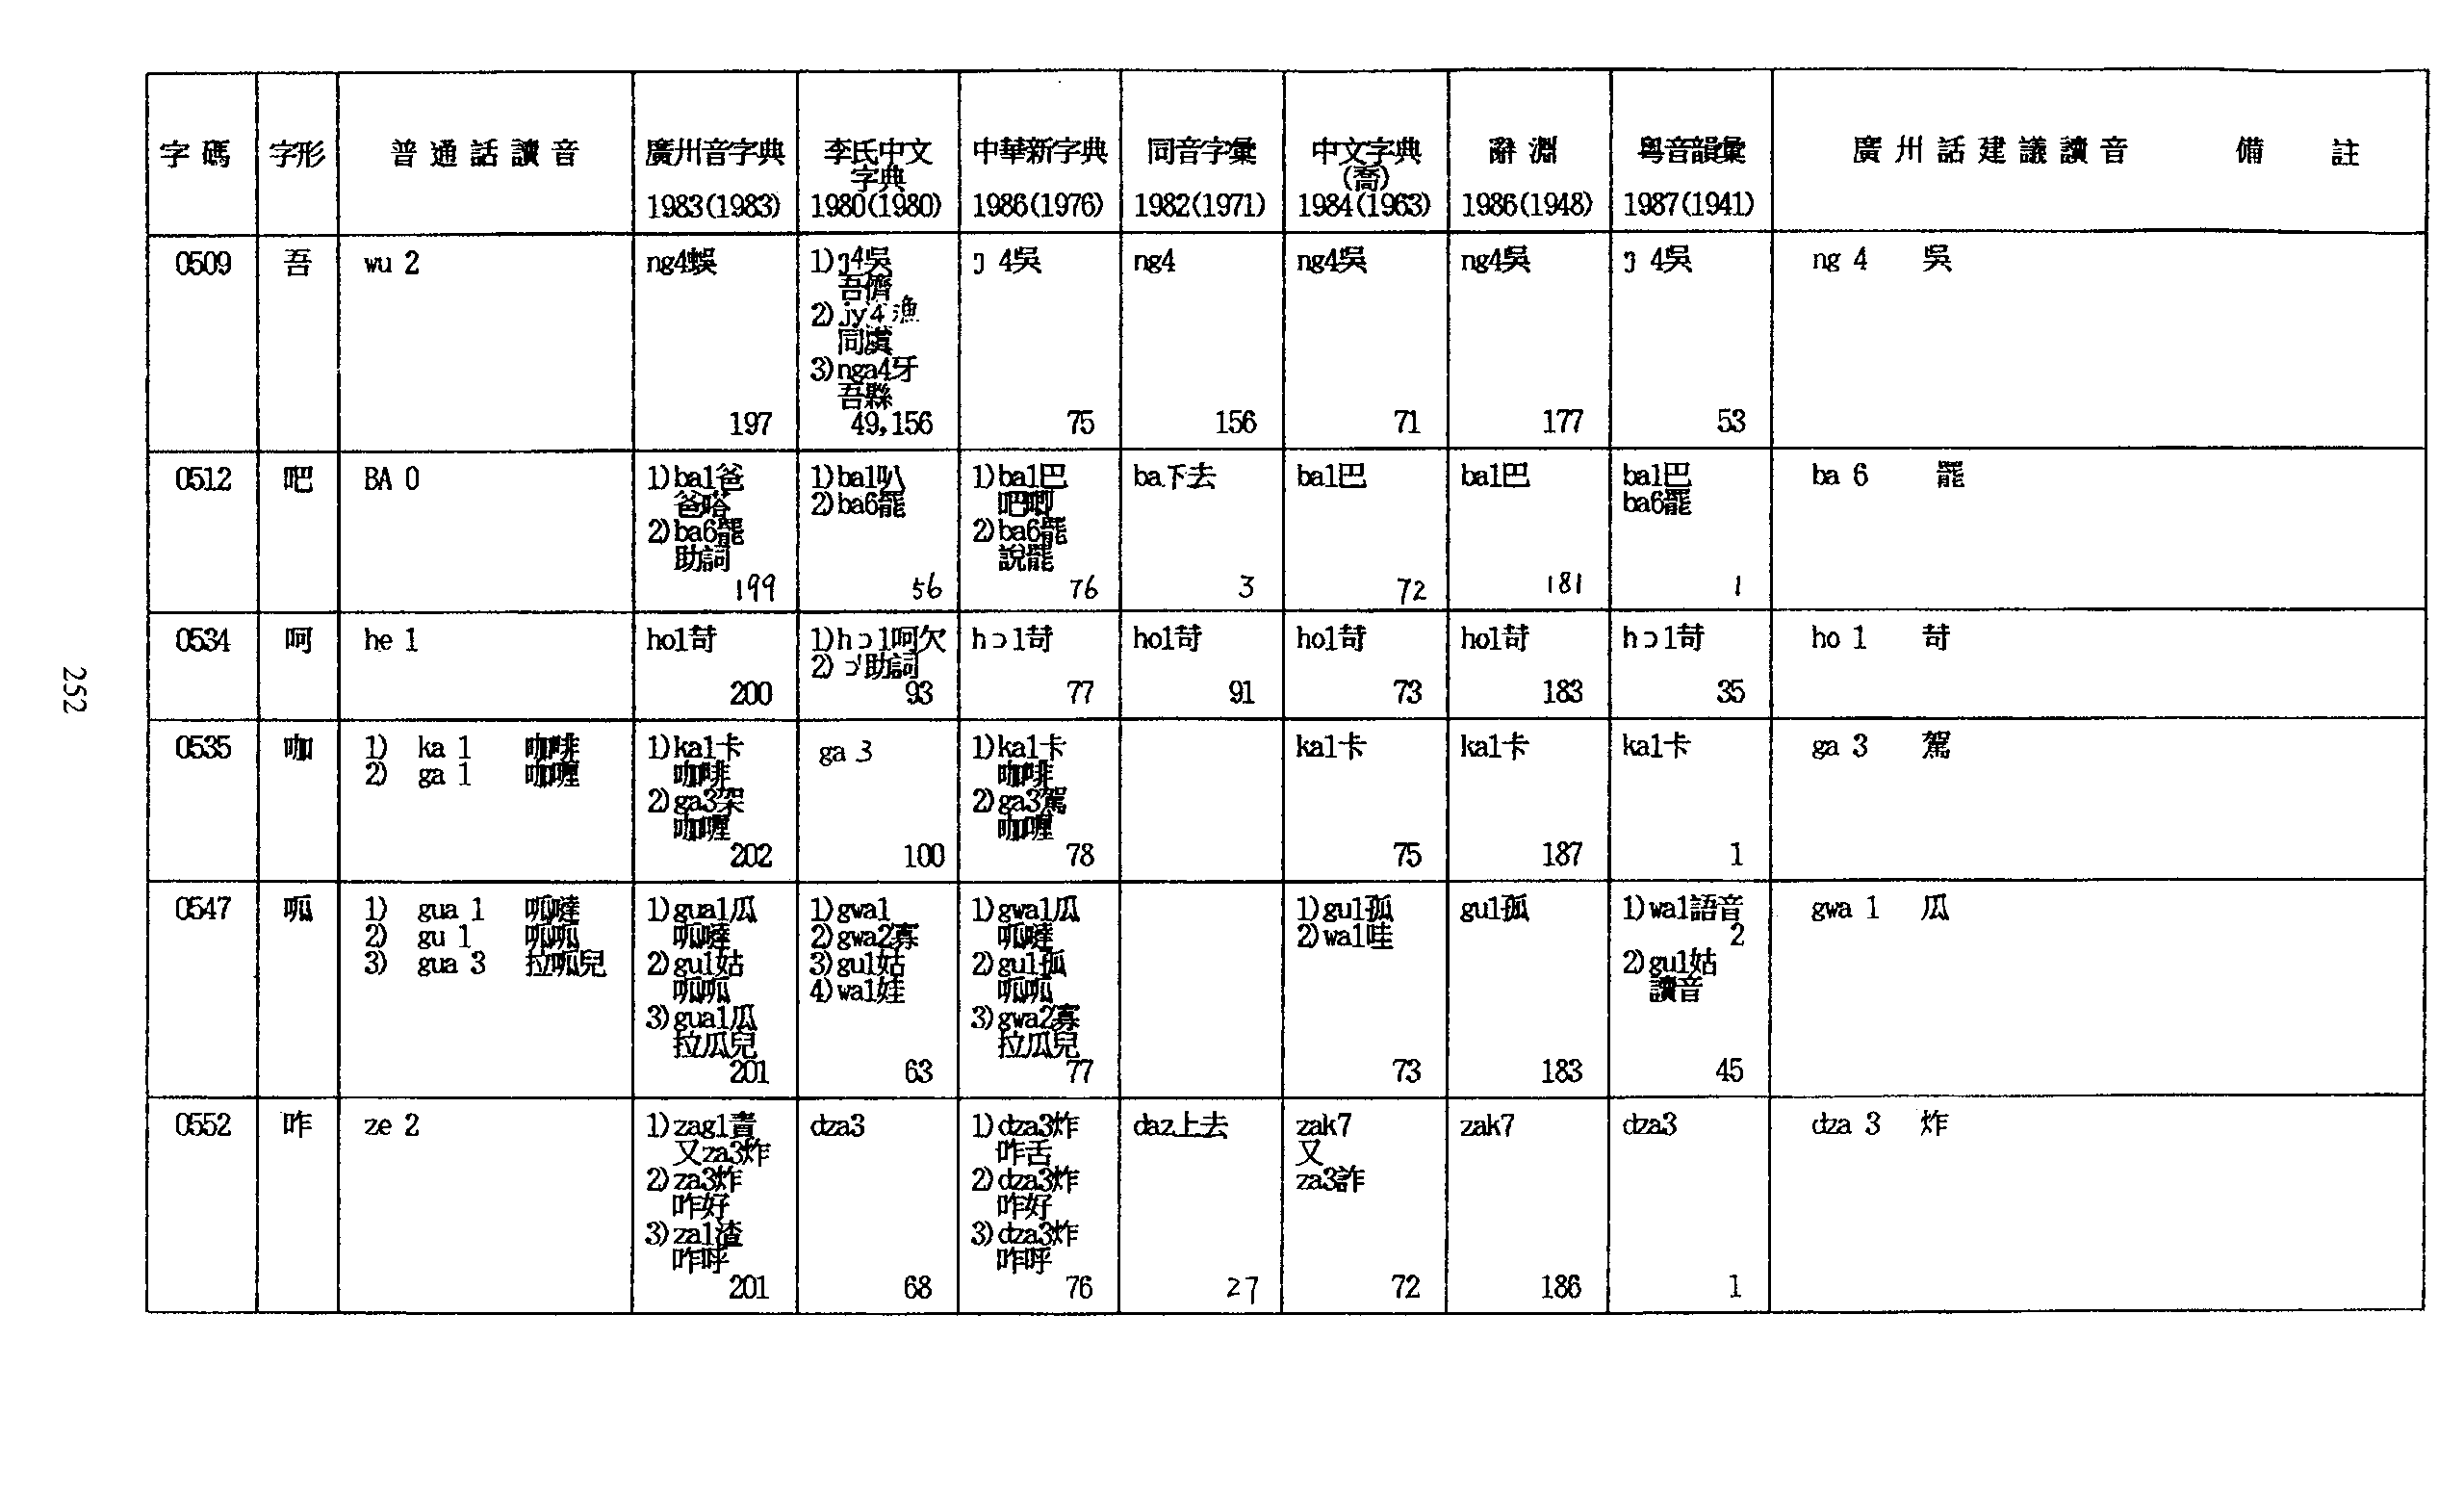 字碼 字形 普通話讀音 廣州音字典 李氏中文 中華新字典 同音字彙 中文字典 辭淵 粵音韻彙 廣州話建議讀音 備註
字典 (喬)
1983(1983) 1980(1980) 1986(1976) 1982(1971) 1984(1963) 1986(1948) 1987(1941)
0509 吾 wu 2 ng4蜈 1)ŋ4吳 ŋ 4吳 ng4 ng4吳 ng4吳 ŋ 4吳 ng 4 吳
吾儕
2)jy4漁
同虞
3)nga4牙
吾縣
197 49,156 75 156 71 177 53
0512 吧 BA 0 1)ba1爸 1)ba1叭 1)ba1巴 ba下去 ba1巴 ba1巴 ba1巴 ba 6 罷
爸嗒 2)ba6罷 吧唧 ba6罷
2)ba6罷 2)ba6罷
助詞 說罷
199 56 76 3 72 181 1
0534 呵 he 1 ho1苛 1)hɔ1呵欠 hɔ1苛 ho1苛 ho1苛 ho1苛 hɔ1苛 ho 1 苛
2)ɔ'助詞
200 93 77 91 73 183 35
0535 咖 1) ka 1 咖啡 1)ka1卡 ga 3 1)ka1卡 ka1卡 ka1卡 ka1卡 ga 3 駕
2) ga 1 咖喱 咖啡 咖啡
2)ga3架 2)ga3駕
咖喱 咖喱
202 100 78 75 187 1
0547 呱 1) gua 1 呱噠 1)gua1瓜 1)gwa1 1)gwa1瓜 1)gu1孤 gu1孤 1)wa1語音 gwa 1 瓜
2) gu 1 呱呱 呱噠 2)gwa2寡 呱噠 2)wa1哇 2
3) gua 3 拉呱兒 2)gu1姑 3)gu1姑 2)gu1孤 2)gu1姑
呱呱 4)wa1娃 呱呱 讀音
3)gua1瓜 3)gwa2寡
拉瓜兒 拉瓜兒
201 63 77 73 183 45
0552 咋 ze 2 1)zag1責 dza3 1)dza3炸 daz上去 zak7 zak7 dza3 dza 3 炸
又za3炸 咋舌 又
2)za3炸 2)dza3炸 za3詐
咋好 咋好
3)za1渣 3)dza3炸
咋呼 咋呼
201 68 76 27 72 186 1
252